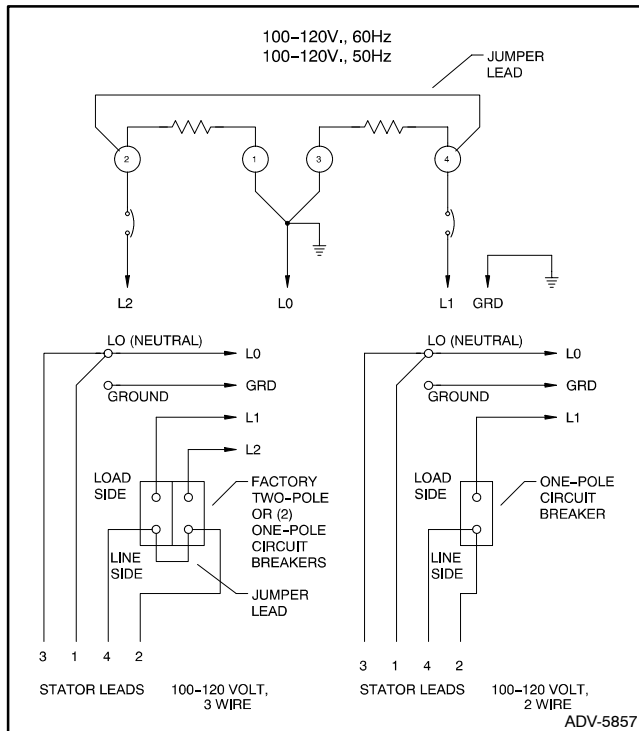 100–120V., 60Hz
100–120V., 50Hz
JUMPER
LEAD
2
1
3
4
L2
L0
L1
GRD
LO (NEUTRAL)
L0
GROUND
GRD
L1
L2
LOAD
SIDE
LINE
SIDE
FACTORY
TWO-POLE
OR (2)
ONE-POLE
CIRCUIT
BREAKERS
JUMPER
LEAD
3 1 4 2
STATOR LEADS
100–120 VOLT,
3 WIRE
LO (NEUTRAL)
L0
GROUND
GRD
L1
LOAD
SIDE
LINE
SIDE
ONE-POLE
CIRCUIT
BREAKER
3 1 4 2
STATOR LEADS
100–120 VOLT,
2 WIRE
ADV-5857